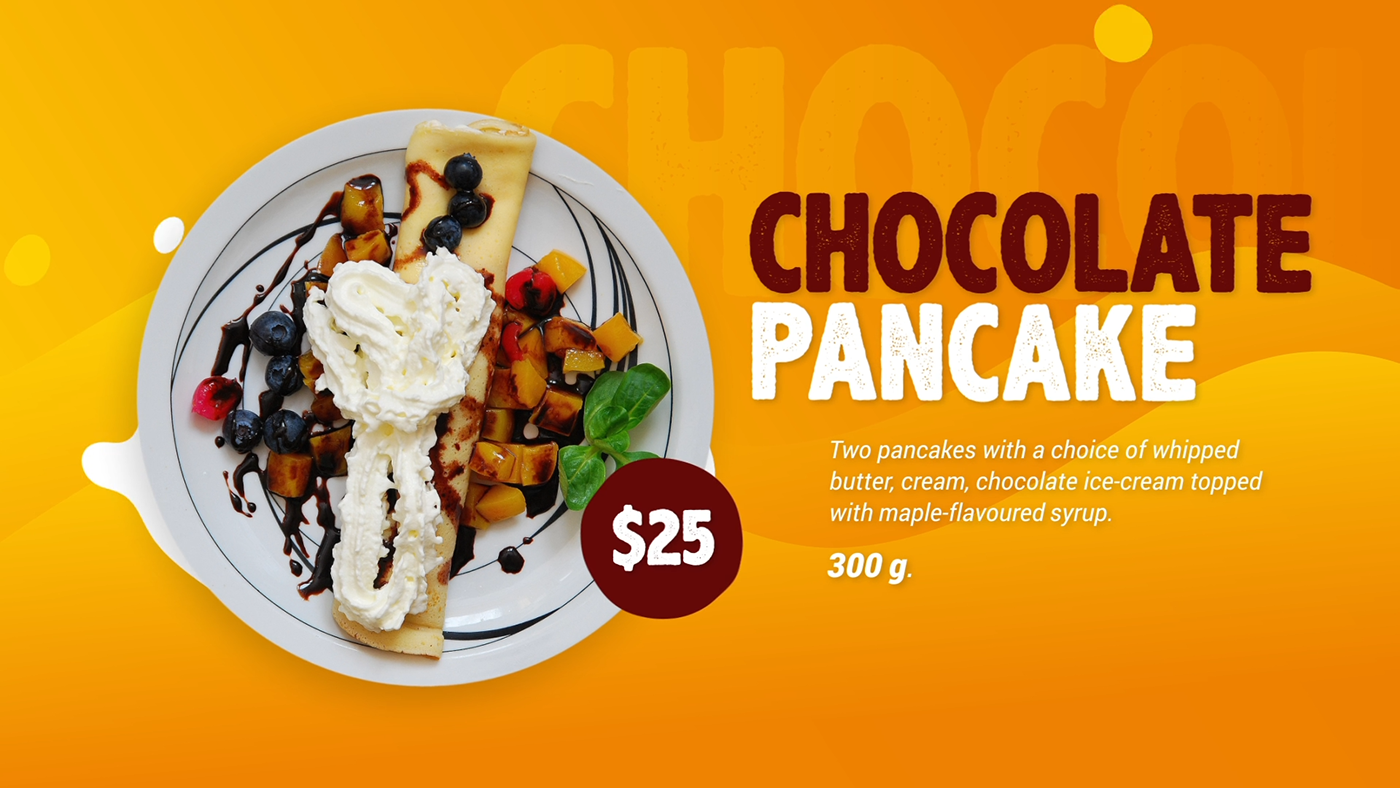 CHOCOL
CHOCOLATE
PANCAKE
Two pancakes with a choice of whipped
butter, cream, chocolate ice-cream topped
with maple-flavoured syrup.
300 g.
$25